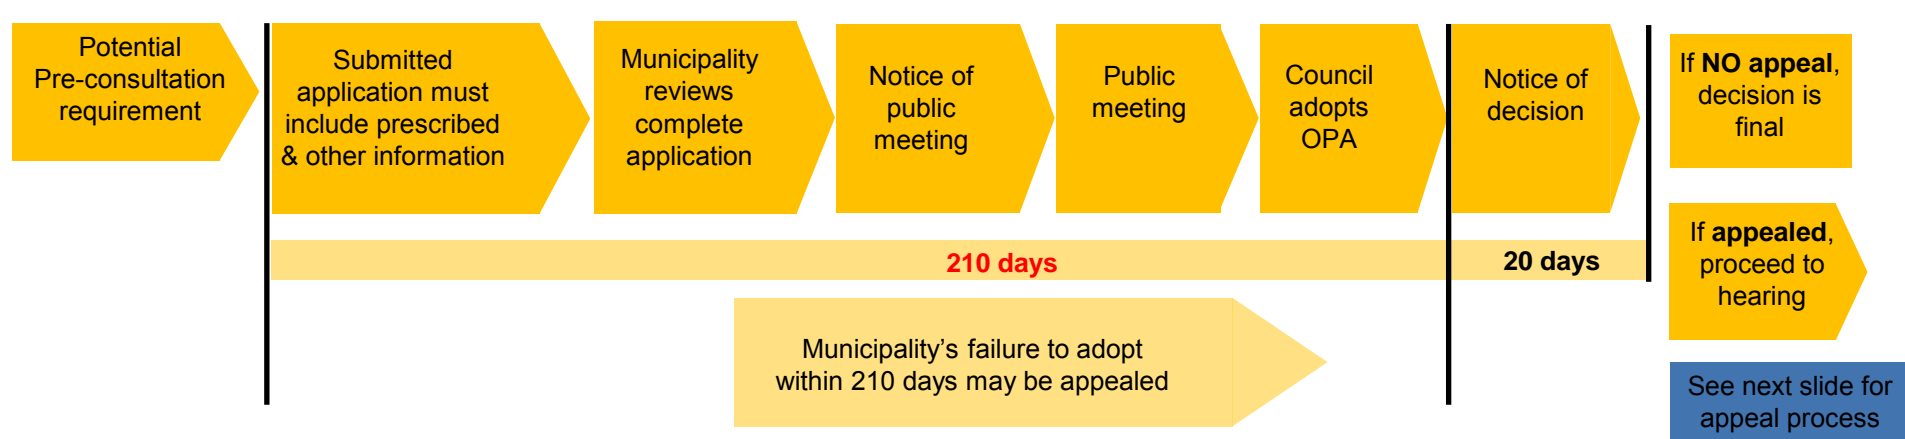 Potential
Pre-consultation
requirement
Submitted
application must
include prescribed
& other information
Municipality
reviews
complete
application
Notice of
public
meeting
Public
meeting
Council
adopts
OPA
Notice of
decision
If NO appeal,
decision is
final
210 days
20 days
If appealed,
proceed to
hearing
Municipality’s failure to adopt
within 210 days may be appealed
See next slide for
appeal process